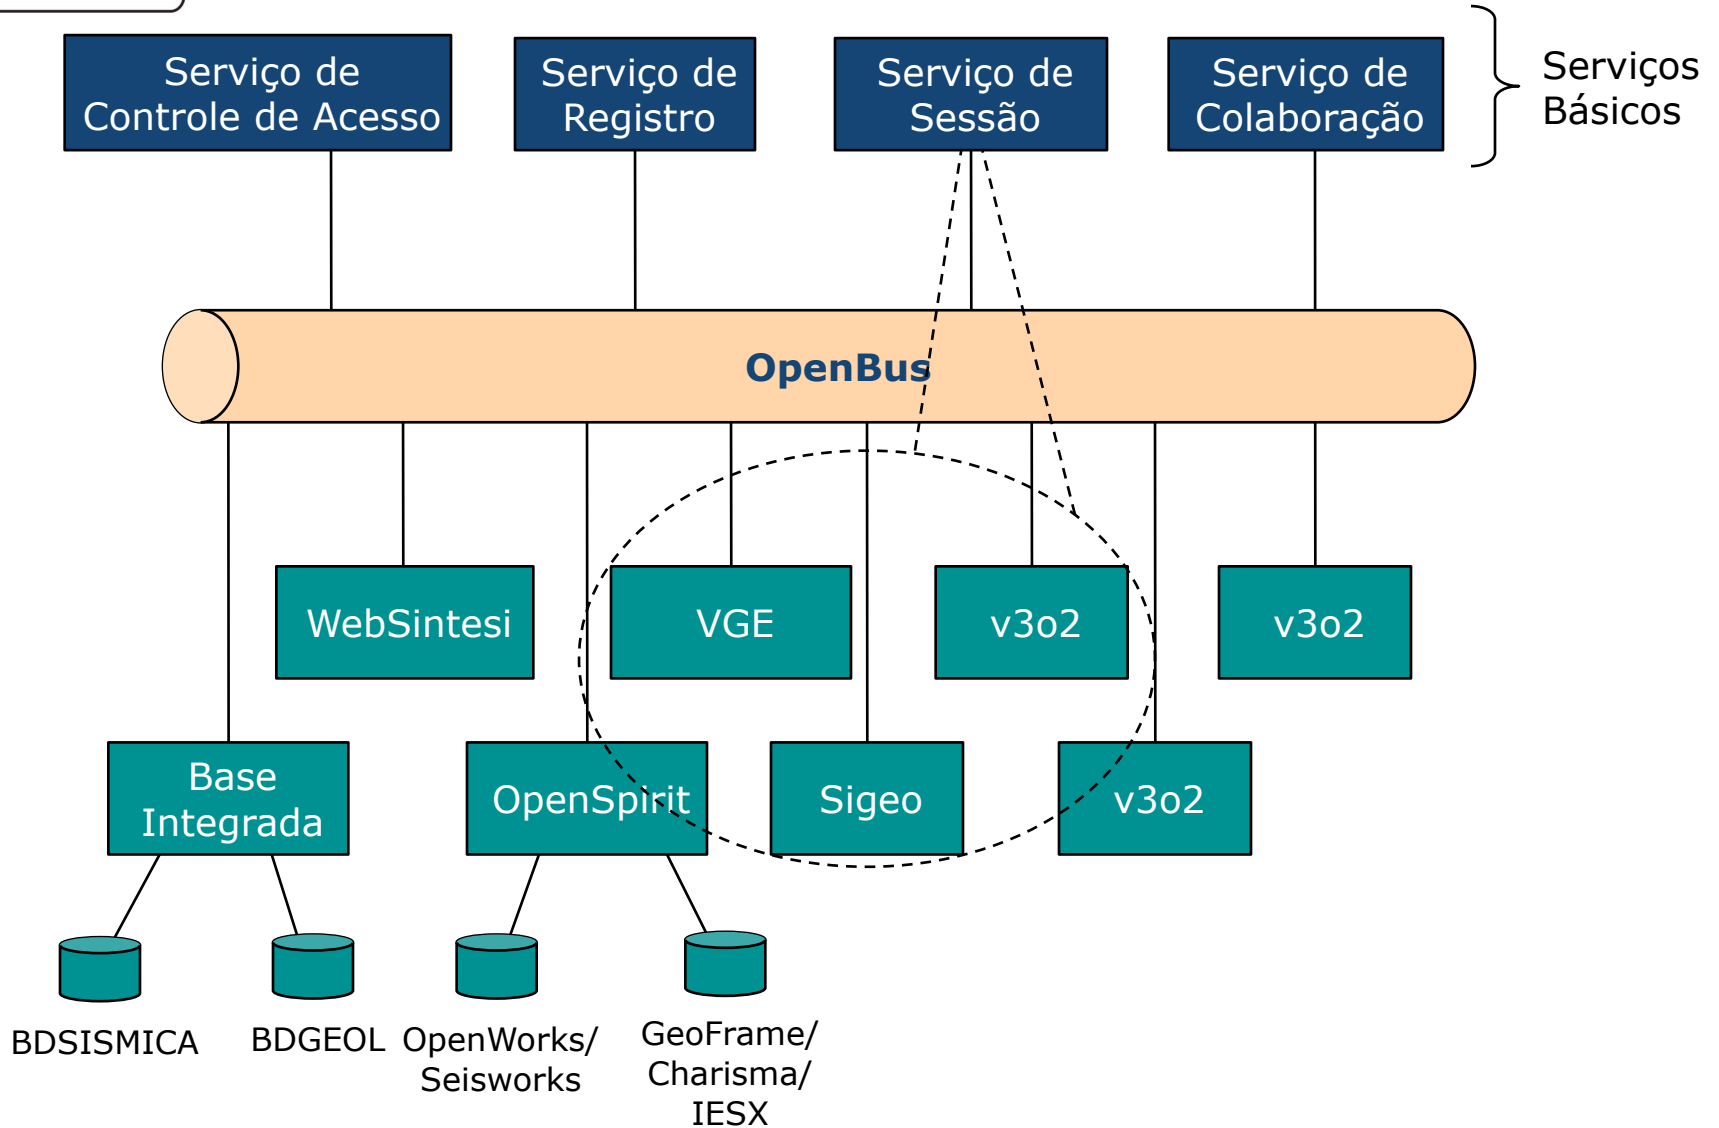 Serviço de
Controle de Acesso
Serviço de
Registro
Serviço de
Sessão
Serviço de
Colaboração
Serviços
Básicos
OpenBus
WebSintesi
VGE
v3o2
v3o2
Base
Integrada
OpenSpirit
Sigeo
v3o2
BDSISMICA
BDGEOL
OpenWorks/
Seisworks
GeoFrame/
Charisma/
IESX